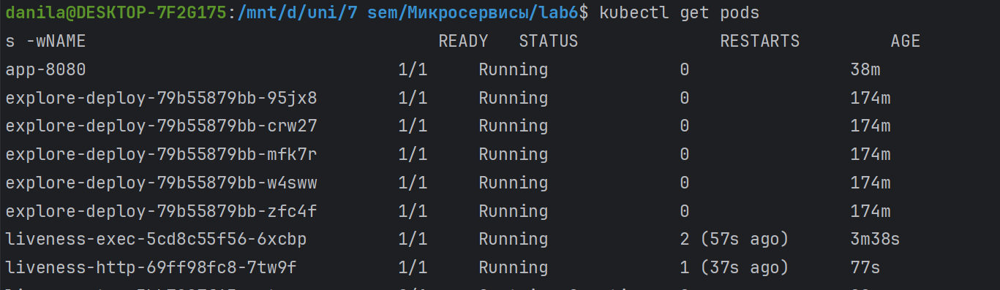 danila@DESKTOP-7F2G175:/mnt/d/uni/7 sem/Микросервисы/lab6$ kubectl get pods
s -wNAME READY STATUS RESTARTS AGE
app-8080 1/1 Running 0 38m
explore-deploy-79b55879bb-95jx8 1/1 Running 0 174m
explore-deploy-79b55879bb-crw27 1/1 Running 0 174m
explore-deploy-79b55879bb-mfk7r 1/1 Running 0 174m
explore-deploy-79b55879bb-w4sww 1/1 Running 0 174m
explore-deploy-79b55879bb-zfc4f 1/1 Running 0 174m
liveness-exec-5cd8c55f56-6xcbp 1/1 Running 2 (57s ago) 3m38s
liveness-http-69ff98fc8-7tw9f 1/1 Running 1 (37s ago) 77s